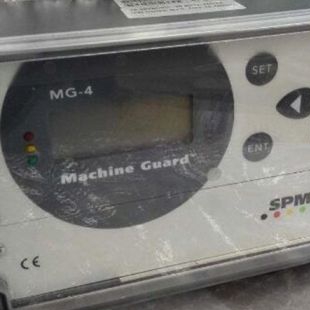 MG-4
SET
ENT
Machine Guard
SPM
CE